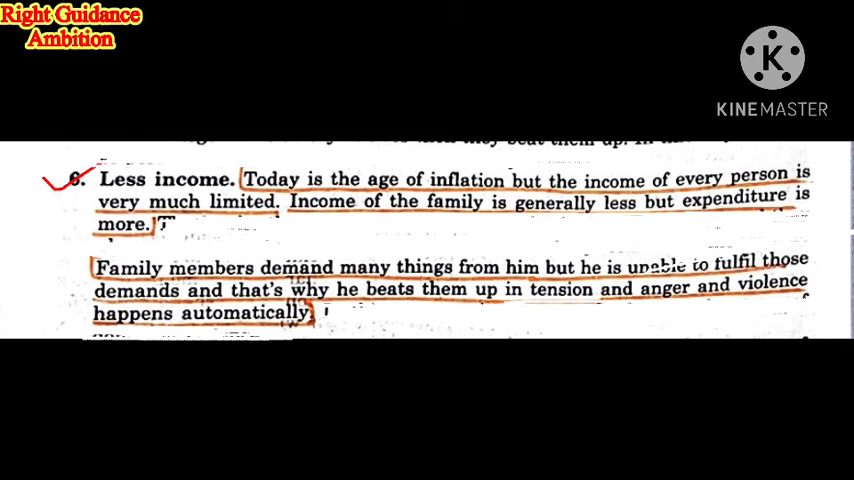 Right Guidance
Ambition
K
KINEMASTER
6. Less income. Today is the age of inflation but the income of every person is
very much limited. Income of the family is generally less but expenditure is
more.
Family members demand many things from him but he is unable to fulfil those
demands and that's why he beats them up in tension and anger and violence
happens automatically.